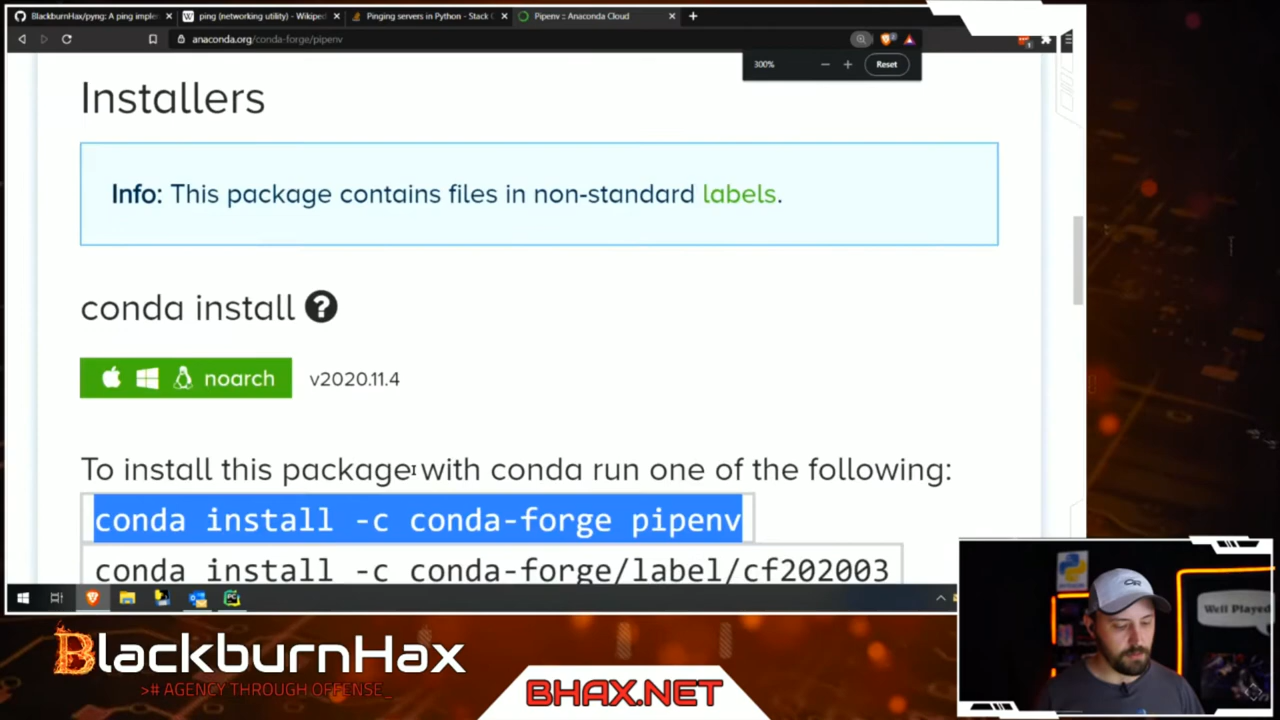 BlackburnHax/pyng: A ping imple
ping (networking utility) - Wikiped
Pinging servers in Python - Stack
Pipenv :: Anaconda Cloud
anaconda.org/conda-forge/pipenv
300%
Reset
Installers
Info: This package contains files in non-standard labels.
conda install ?
noarch v2020.11.4
To install this package with conda run one of the following:
conda install -c conda-forge pipenv
conda install -c conda-forge/label/cf202003
Well Played
BlackburnHax
># AGENCY THROUGH OFFENSE_
BHAX.NET